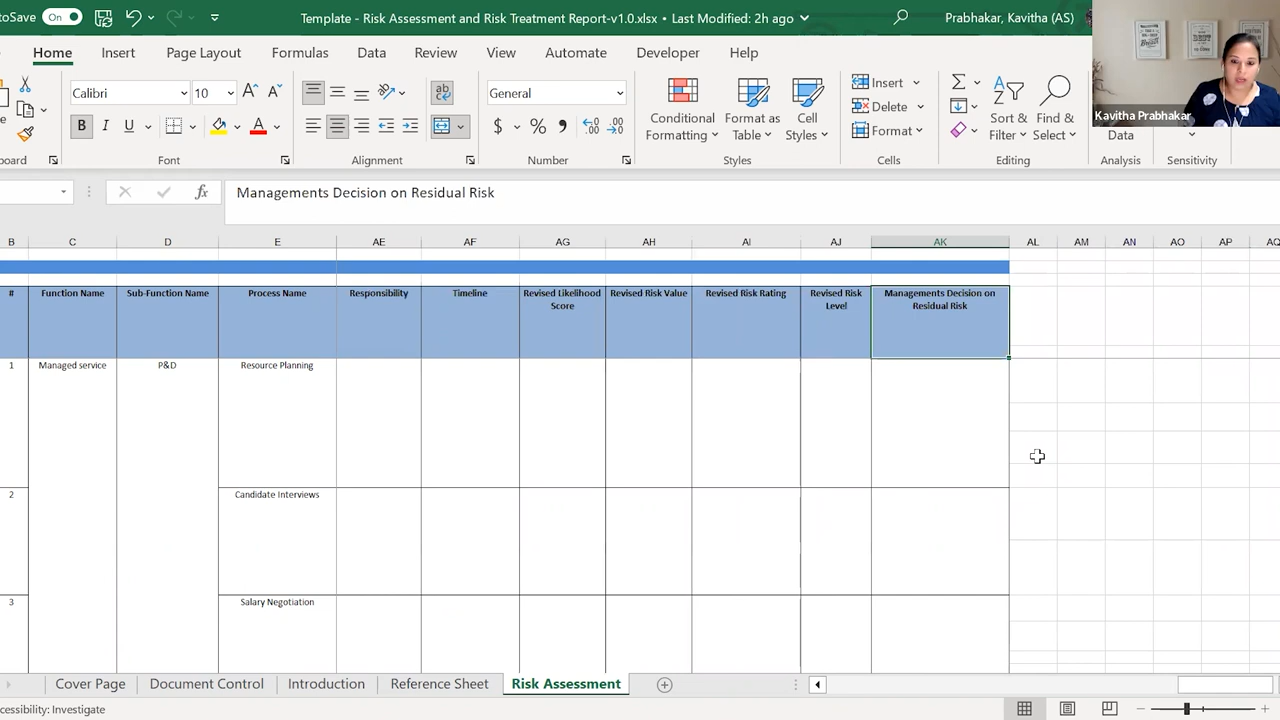 toSave On Template - Risk Assessment and Risk Treatment Report-v1.0.xlsx • Last Modified: 2h ago Prabhakar, Kavitha (AS)
Home Insert Page Layout Formulas Data Review View Automate Developer Help
Calibri 10 General Insert
Conditional Formatting Format as Table Cell Styles Delete Sort & Filter Find & Select
B I U A $ % Format Data
board Font Alignment Number Styles Cells Editing Analysis Sensitivity
Kavitha Prabhakar
fx Managements Decision on Residual Risk
B C D E AE AF AG AH AI AJ AK AL AM AN AO AP AQ
# Function Name Sub-Function Name Process Name Responsibility Timeline Revised Likelihood Score Revised Risk Value Revised Risk Rating Revised Risk Level Managements Decision on Residual Risk
1 Managed service P&D Resource Planning
2 Candidate Interviews
3 Salary Negotiation
Cover Page Document Control Introduction Reference Sheet Risk Assessment
ccessibility: Investigate